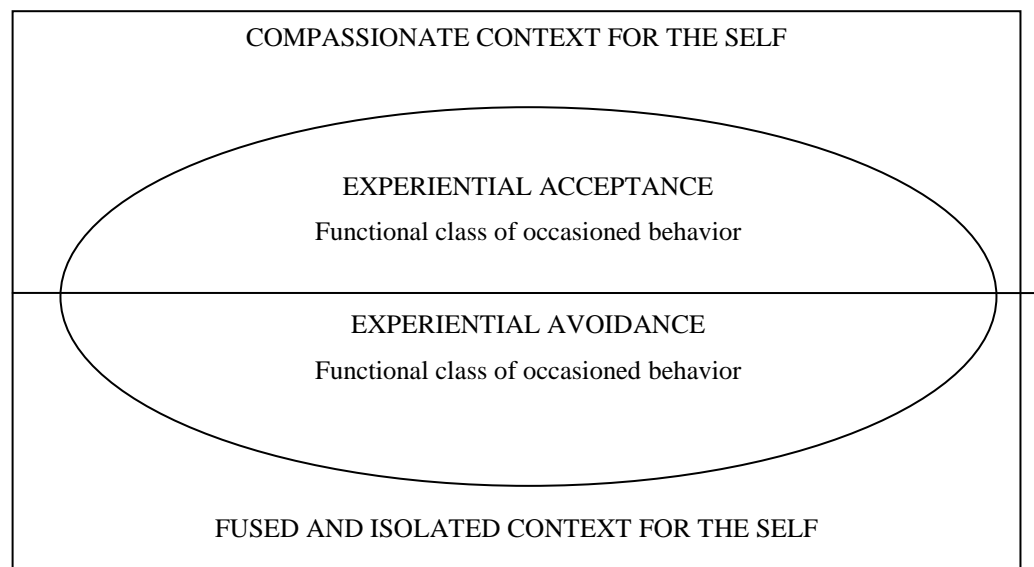 COMPASSIONATE CONTEXT FOR THE SELF
EXPERIENTIAL ACCEPTANCE
Functional class of occasioned behavior
EXPERIENTIAL AVOIDANCE
Functional class of occasioned behavior
FUSED AND ISOLATED CONTEXT FOR THE SELF